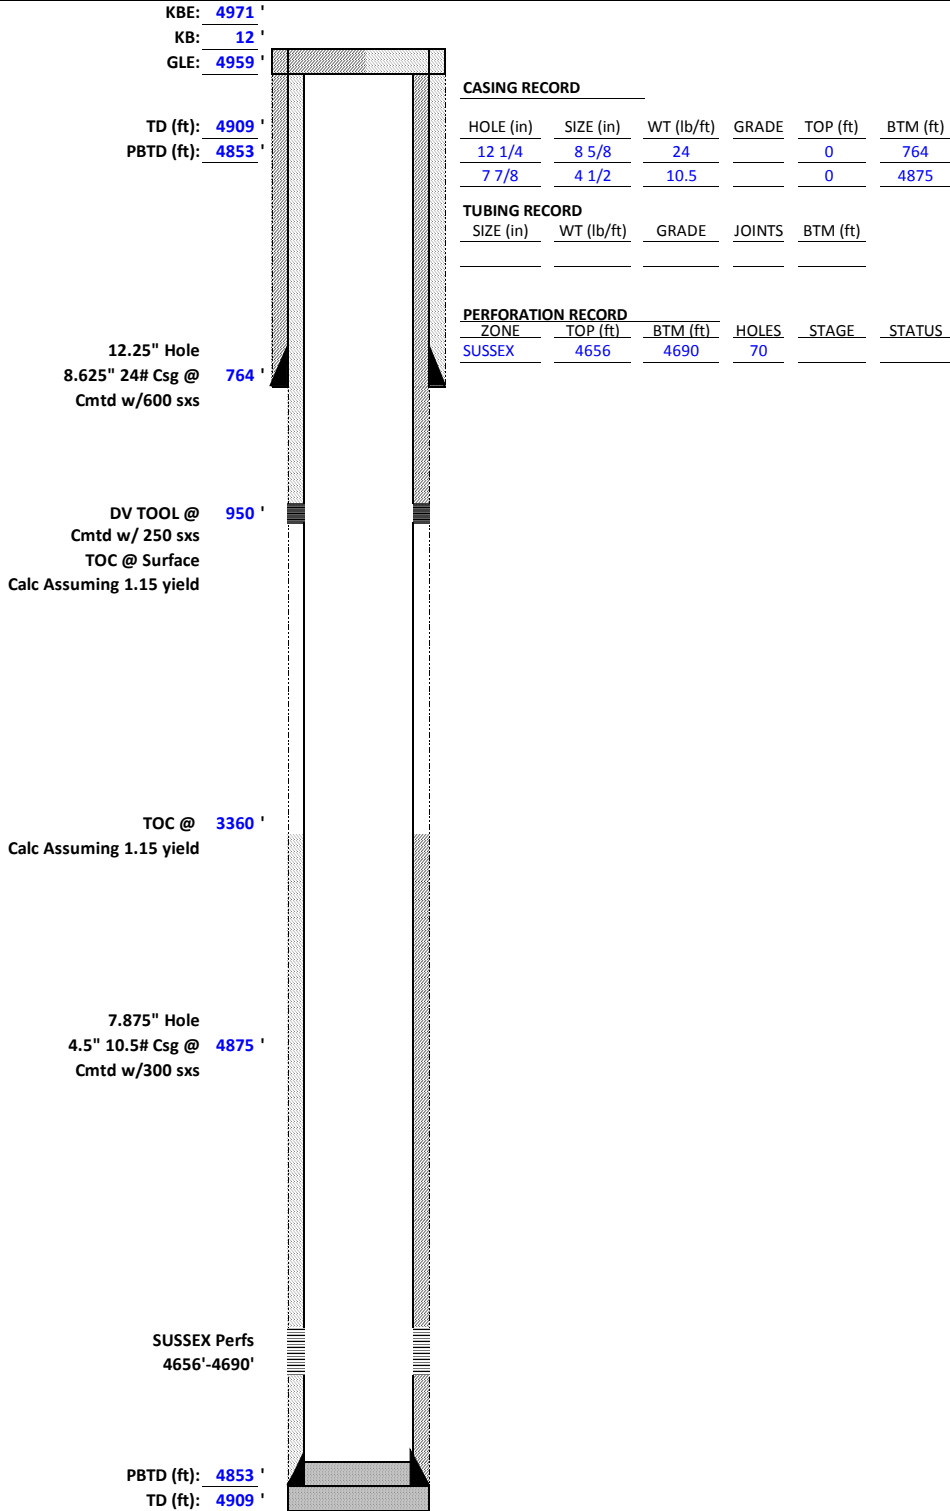 KBE: 4971 '
KB: 12 '
GLE: 4959 '
CASING RECORD
TD (ft): 4909 '
PBTD (ft): 4853 '
HOLE (in) SIZE (in) WT (lb/ft) GRADE TOP (ft) BTM (ft)
12 1/4 8 5/8 24 0 764
7 7/8 4 1/2 10.5 0 4875
TUBING RECORD
SIZE (in) WT (lb/ft) GRADE JOINTS BTM (ft)
PERFORATION RECORD
ZONE TOP (ft) BTM (ft) HOLES STAGE STATUS
SUSSEX 4656 4690 70
12.25" Hole
8.625" 24# Csg @ 764 '
Cmtd w/600 sxs
DV TOOL @ 950 '
Cmtd w/ 250 sxs
TOC @ Surface
Calc Assuming 1.15 yield
TOC @ 3360 '
Calc Assuming 1.15 yield
7.875" Hole
4.5" 10.5# Csg @ 4875 '
Cmtd w/300 sxs
SUSSEX Perfs
4656'-4690'
PBTD (ft): 4853 '
TD (ft): 4909 '